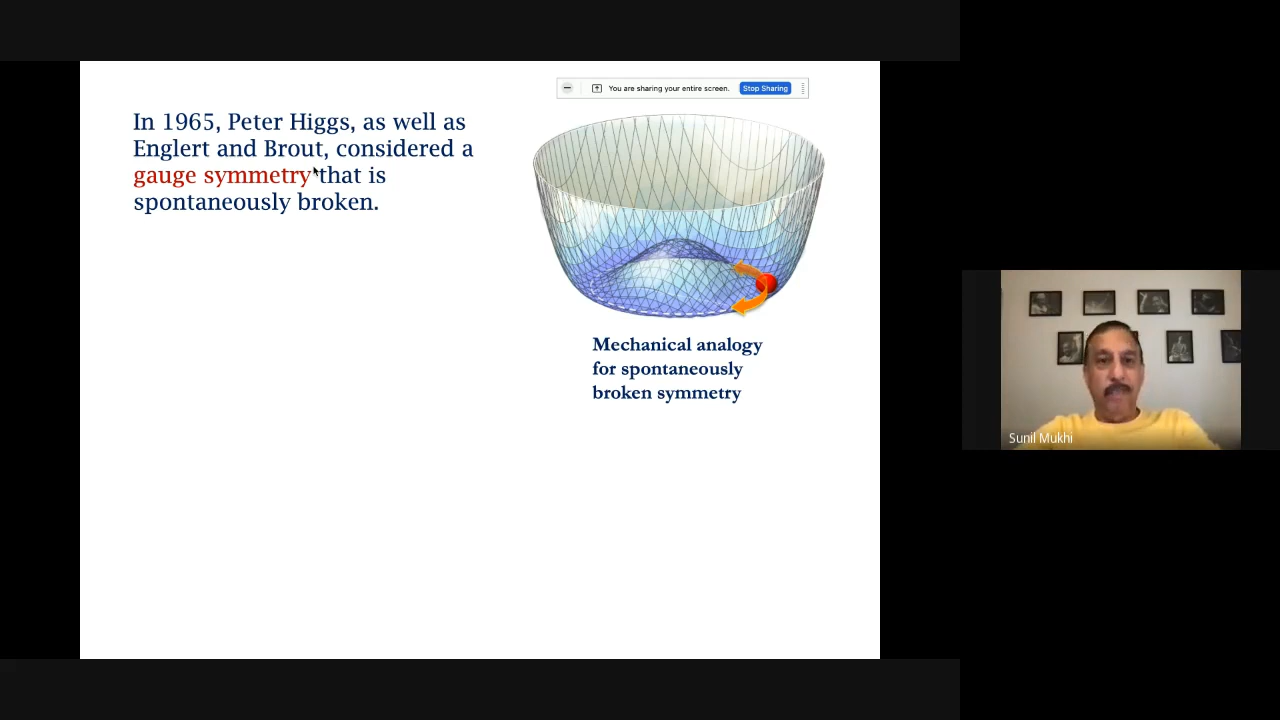 You are sharing your entire screen. Stop Sharing
In 1965, Peter Higgs, as well as
Englert and Brout, considered a
gauge symmetry that is
spontaneously broken.
Mechanical analogy
for spontaneously
broken symmetry
Sunil Mukhi